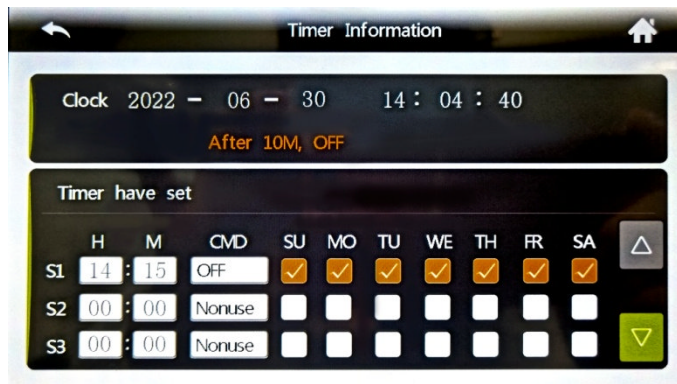 Timer Information
Clock 2022 - 06 - 30 14 : 04 : 40
After 10M, OFF
Timer have set
H M CMD SU MO TU WE TH FR SA
S1 14 : 15 OFF
S2 00 : 00 Nonuse
S3 00 : 00 Nonuse